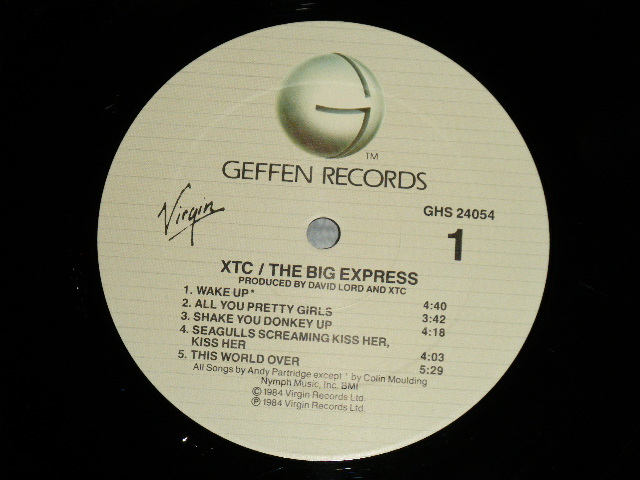 TM
GEFFEN RECORDS
Virgin
GHS 24054
1
XTC / THE BIG EXPRESS
PRODUCED BY DAVID LORD AND XTC
1. WAKE UP* 4:40
2. ALL YOU PRETTY GIRLS 3:42
3. SHAKE YOU DONKEY UP 4:18
4. SEAGULLS SCREAMING KISS HER,
KISS HER 4:03
5. THIS WORLD OVER 5:29
All Songs by Andy Partridge except * by Colin Moulding
Nymph Music, Inc. BMI
© 1984 Virgin Records Ltd.
℗ 1984 Virgin Records Ltd.